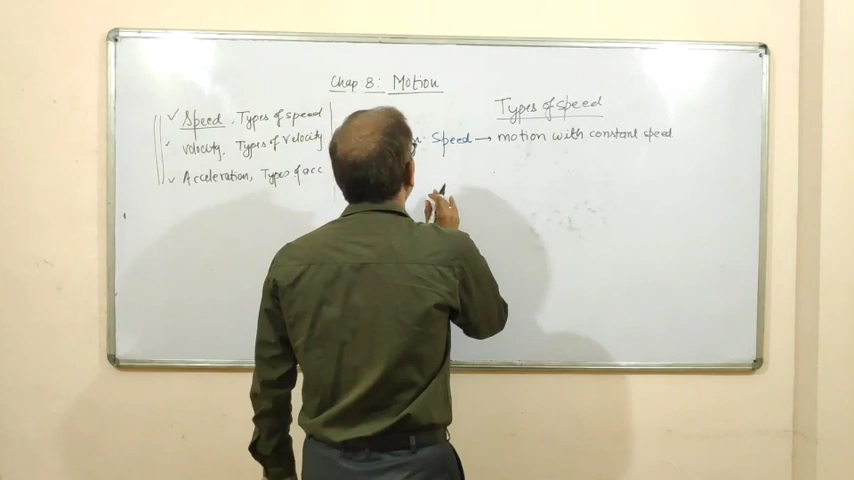 Chap 8: Motion
Speed. Types of speed
velocity. Types of velocity
Acceleration, Types of acc
Types of speed
Speed → motion with constant speed